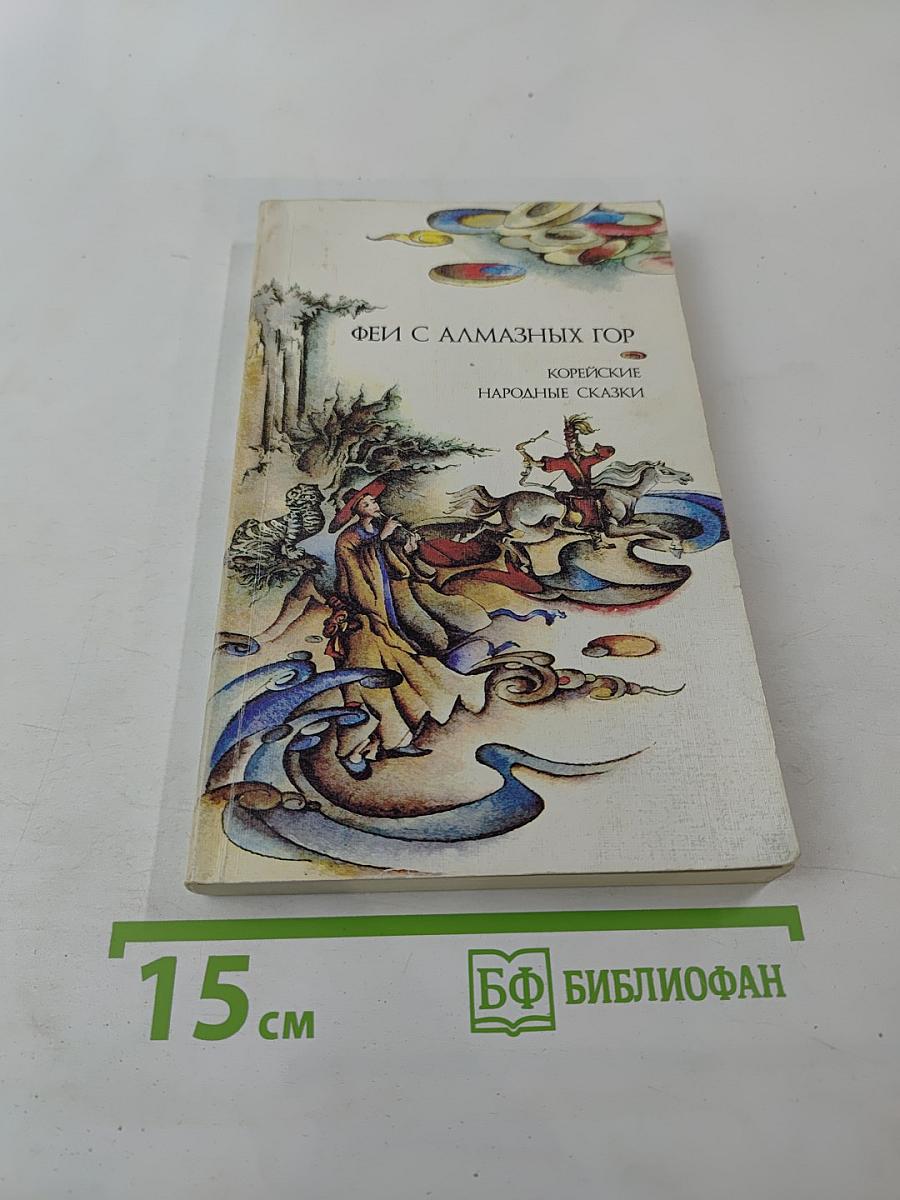 ФЕИ С АЛМАЗНЫХ ГОР
КОРЕЙСКИЕ
НАРОДНЫЕ СКАЗКИ
15 см
БФ БИБЛИОФАН